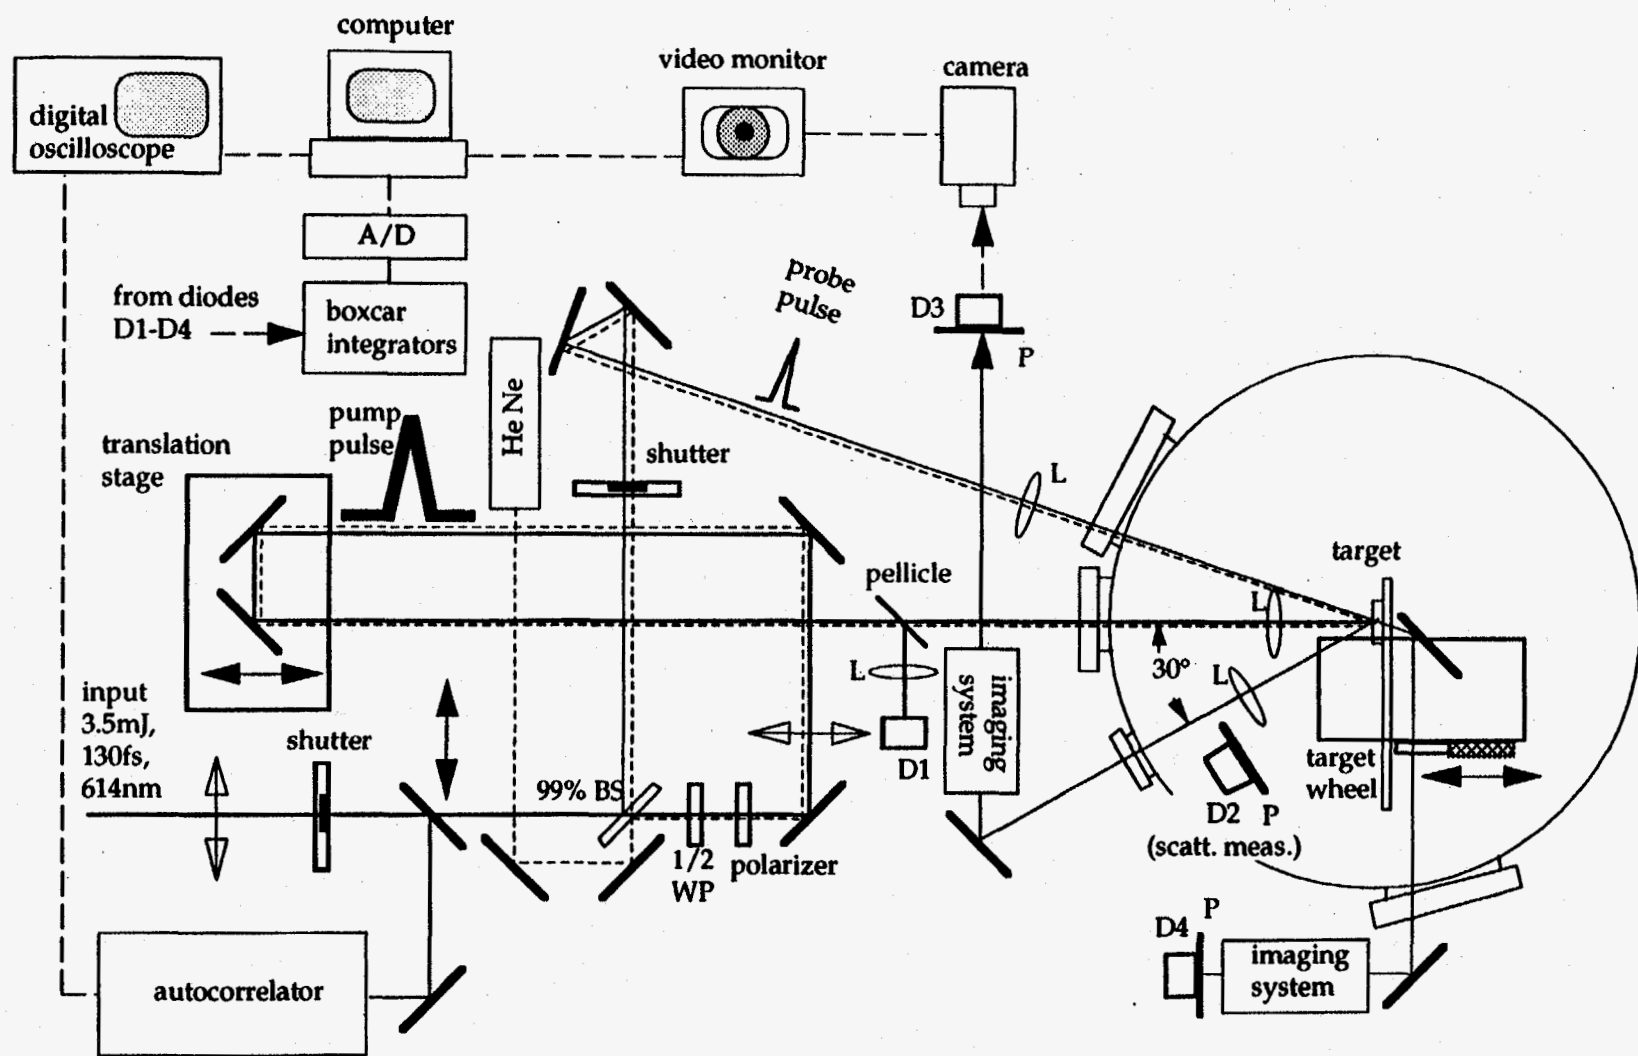 computer
video monitor
camera
digital
oscilloscope
A/D
from diodes
D1-D4
boxcar
integrators
probe
pulse
D3
P
He Ne
pump
pulse
translation
stage
shutter
L
target
pellicle
L
L
30°
L
imaging
system
D1
input
3.5mJ,
130fs,
614nm
shutter
99% BS
1/2
WP
polarizer
D2
P
(scatt. meas.)
target
wheel
P
D4
imaging
system
autocorrelator